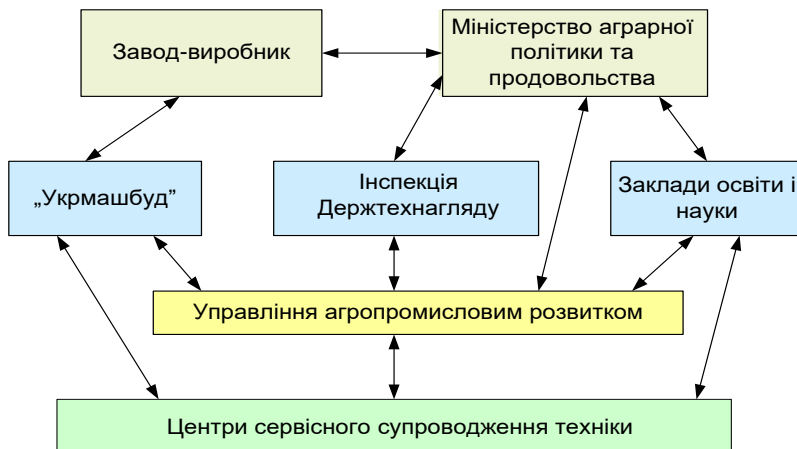 Завод-виробник
Міністерство аграрної
політики та
продовольства
„Укрмашбуд”
Інспекція
Держтехнагляду
Заклади освіти і
науки
Управління агропромисловим розвитком
Центри сервісного супроводження техніки